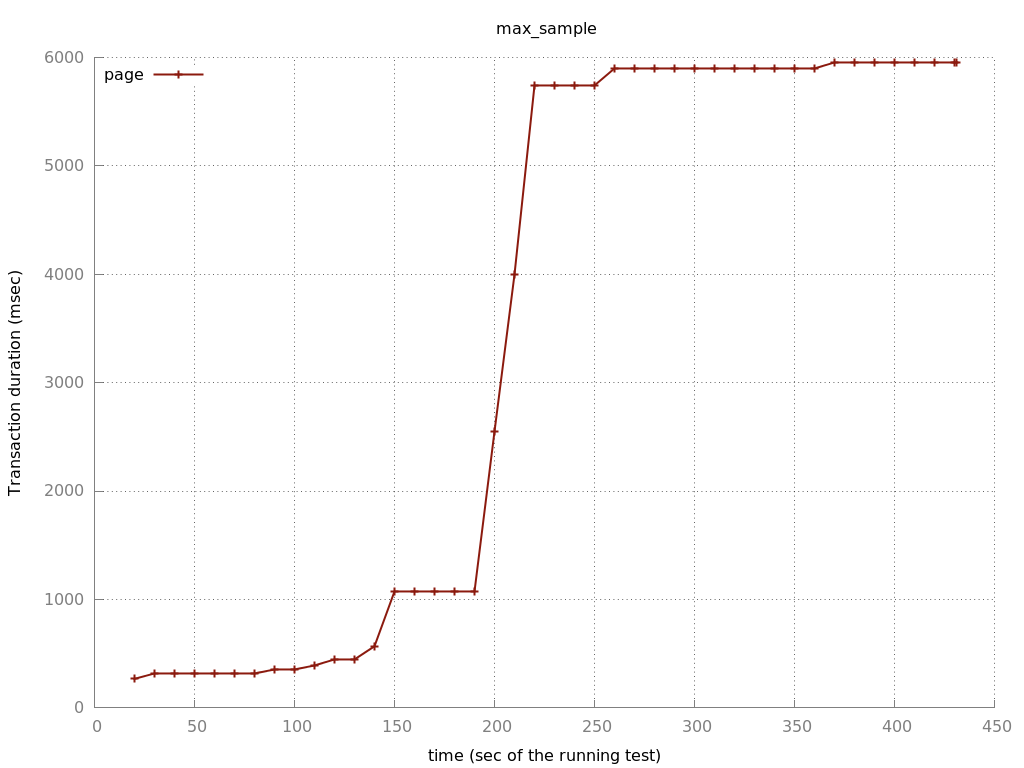 max_sample
page
6000
5000
4000
3000
2000
1000
0
Transaction duration (msec)
0 50 100 150 200 250 300 350 400 450
time (sec of the running test)